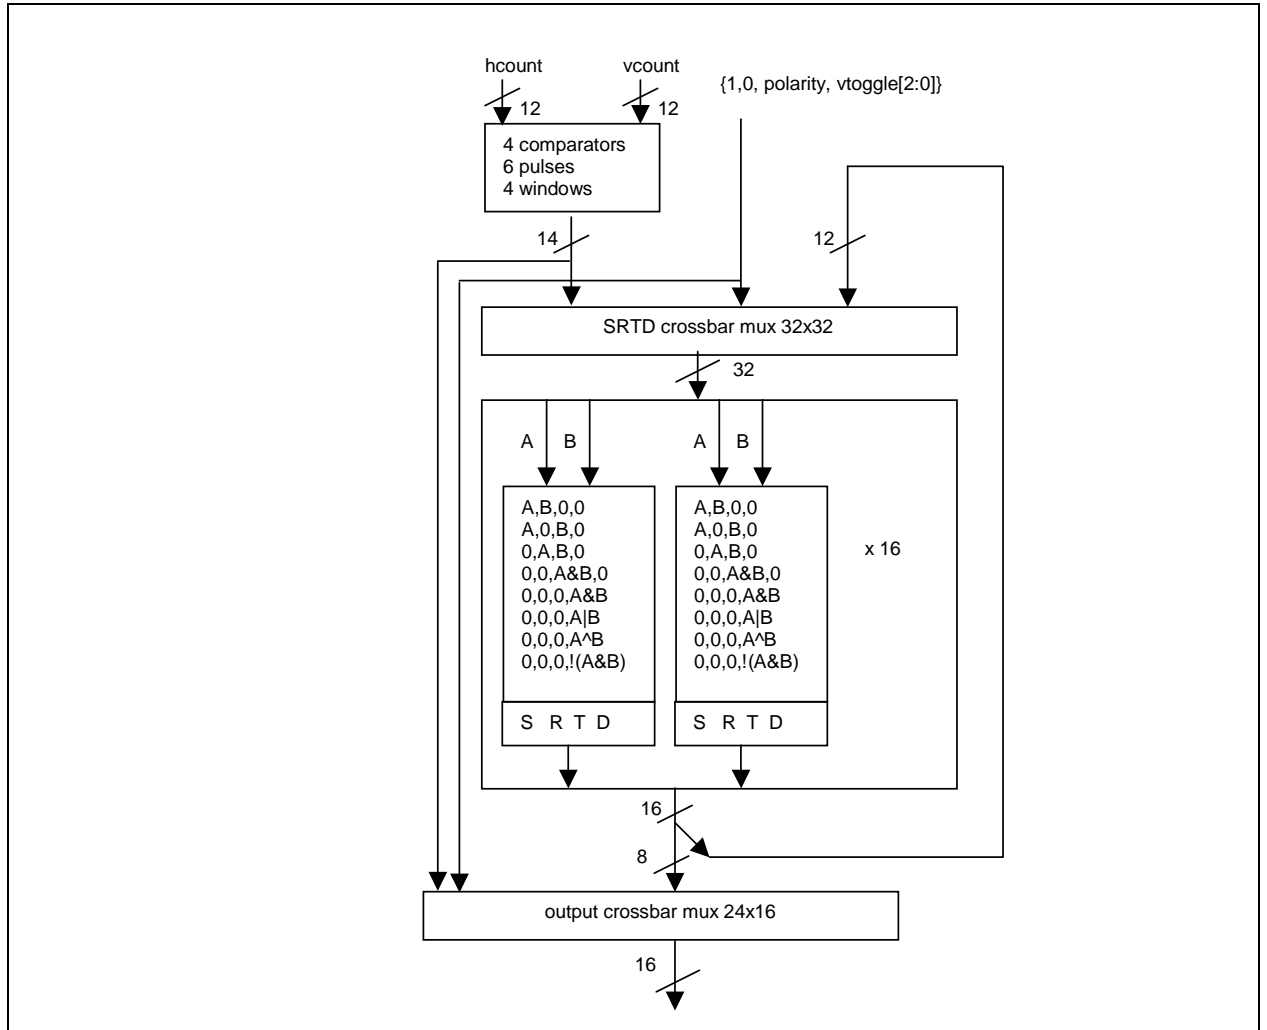 hcount
vcount
{1,0, polarity, vtoggle[2:0]}
12
12
4 comparators
6 pulses
4 windows
14
12
SRTD crossbar mux 32x32
32
A
B
A
B
A,B,0,0
A,0,B,0
0,A,B,0
0,0,A&B,0
0,0,0,A&B
0,0,0,A|B
0,0,0,A^B
0,0,0,!(A&B)
S R T D
A,B,0,0
A,0,B,0
0,A,B,0
0,0,A&B,0
0,0,0,A&B
0,0,0,A|B
0,0,0,A^B
0,0,0,!(A&B)
S R T D
x 16
16
8
output crossbar mux 24x16
16